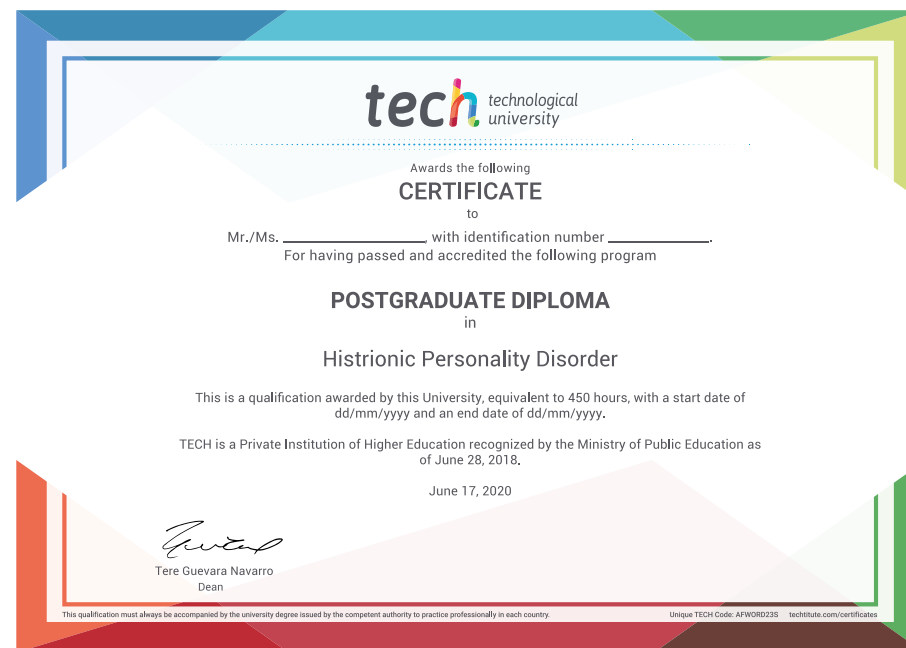 tech technological
university
Awards the following
CERTIFICATE
to
Mr./Ms. ____________________, with identification number ______________.
For having passed and accredited the following program
POSTGRADUATE DIPLOMA
in
Histrionic Personality Disorder
This is a qualification awarded by this University, equivalent to 450 hours, with a start date of
dd/mm/yyyy and an end date of dd/mm/yyyy.
TECH is a Private Institution of Higher Education recognized by the Ministry of Public Education as
of June 28, 2018.
June 17, 2020
Tere Guevara Navarro
Dean
This qualification must always be accompanied by the university degree issued by the competent authority to practice professionally in each country. Unique TECH Code: AFWORD23S techtitute.com/certificates